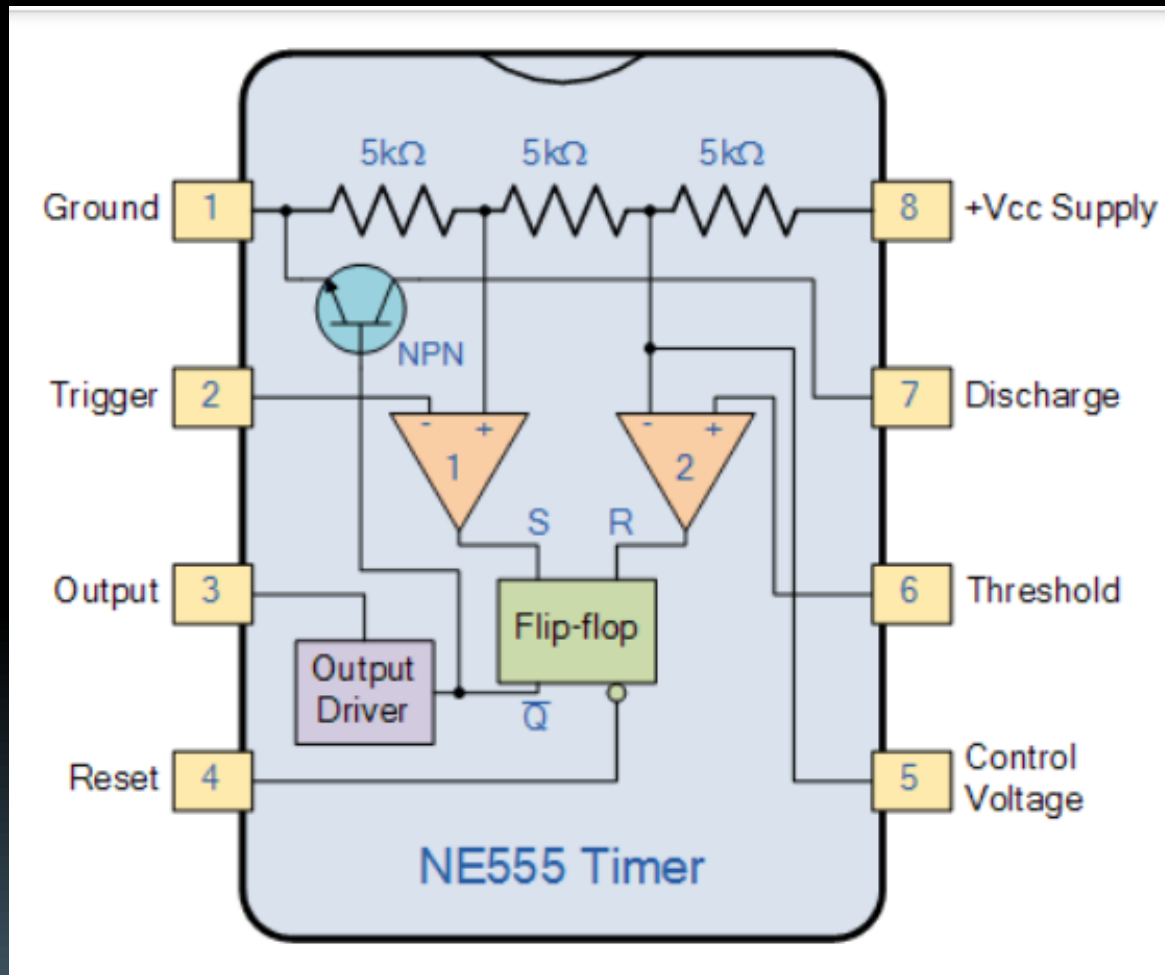 5kΩ 5kΩ 5kΩ
Ground 1 8 +Vcc Supply
NPN
Trigger 2 7 Discharge
- + - +
1 2
S R
Output 3 6 Threshold
Flip-flop
Output
Driver
Q̅
Reset 4 5 Control
Voltage
NE555 Timer